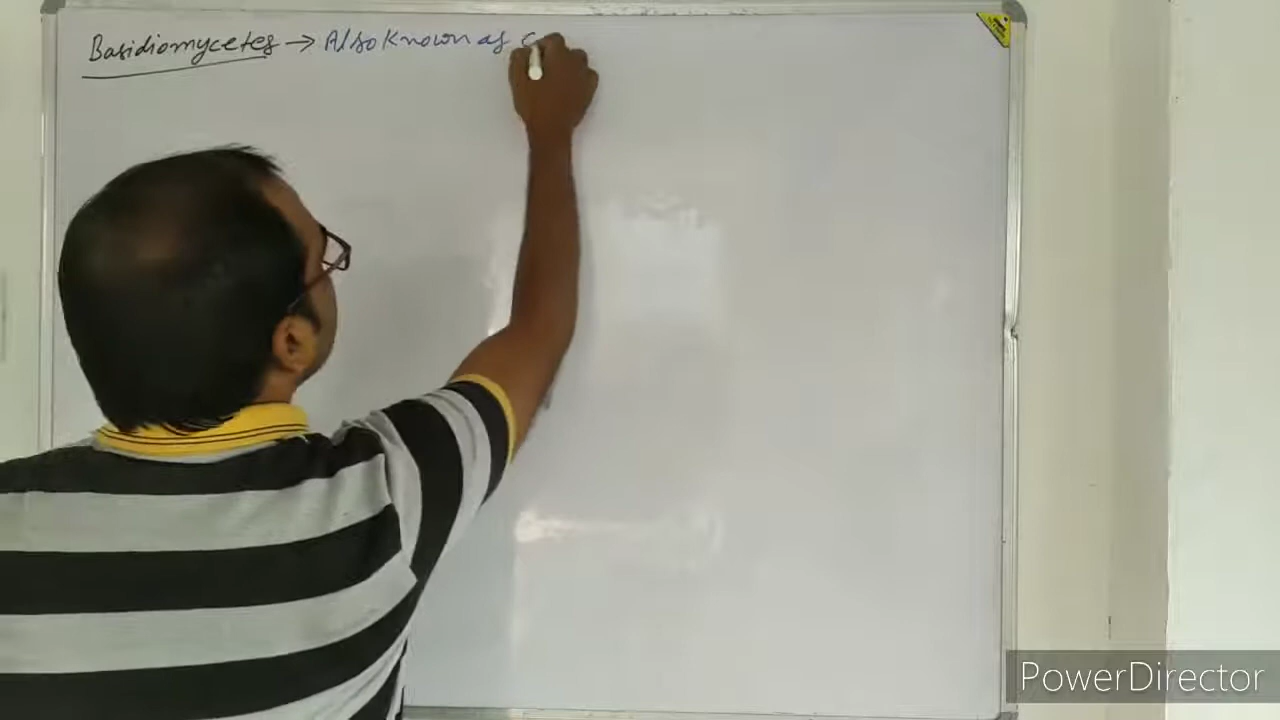 Basidiomycetes → Also Known as C
PowerDirector